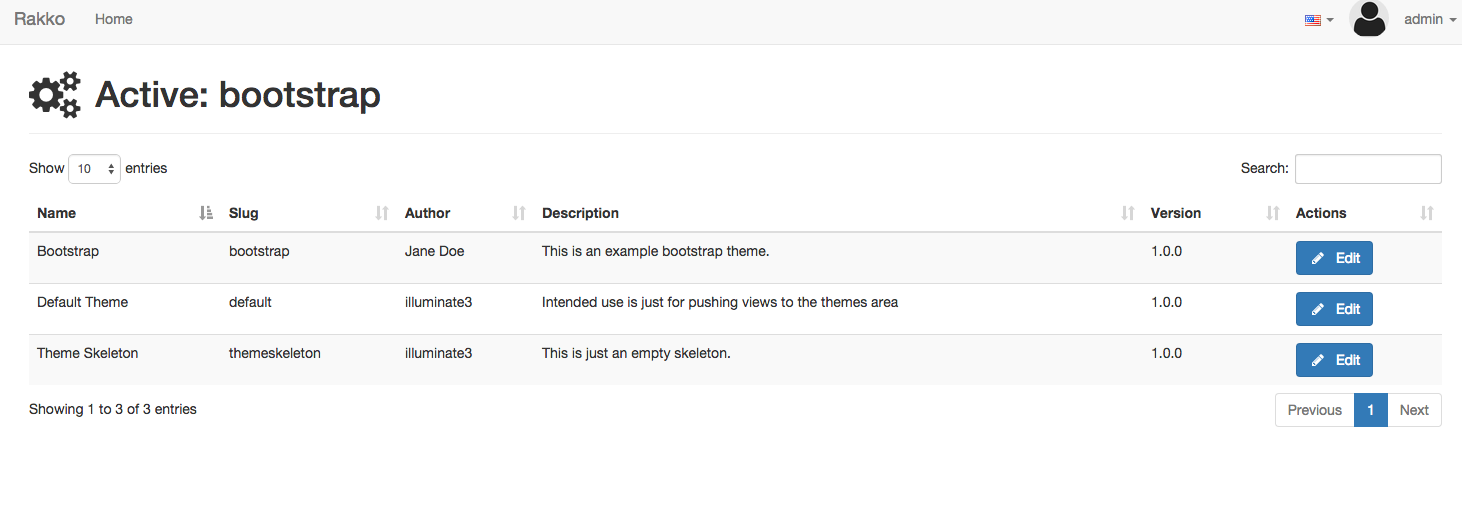 Rakko Home admin
Active: bootstrap
Show 10 entries Search:
Name Slug Author Description Version Actions
Bootstrap bootstrap Jane Doe This is an example bootstrap theme. 1.0.0 Edit
Default Theme default illuminate3 Intended use is just for pushing views to the themes area 1.0.0 Edit
Theme Skeleton themeskeleton illuminate3 This is just an empty skeleton. 1.0.0 Edit
Showing 1 to 3 of 3 entries Previous 1 Next